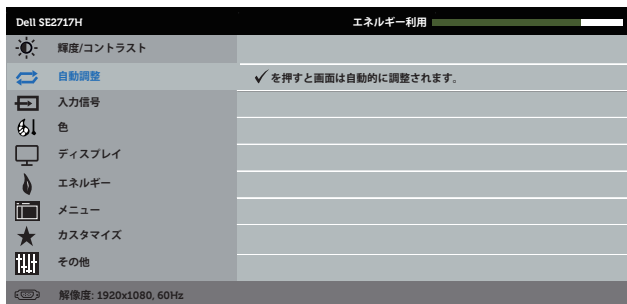 Dell SE2717H エネルギー利用
輝度/コントラスト
自動調整 ✓を押すと画面は自動的に調整されます。
入力信号
色
ディスプレイ
エネルギー
メニュー
カスタマイズ
その他
解像度: 1920x1080, 60Hz